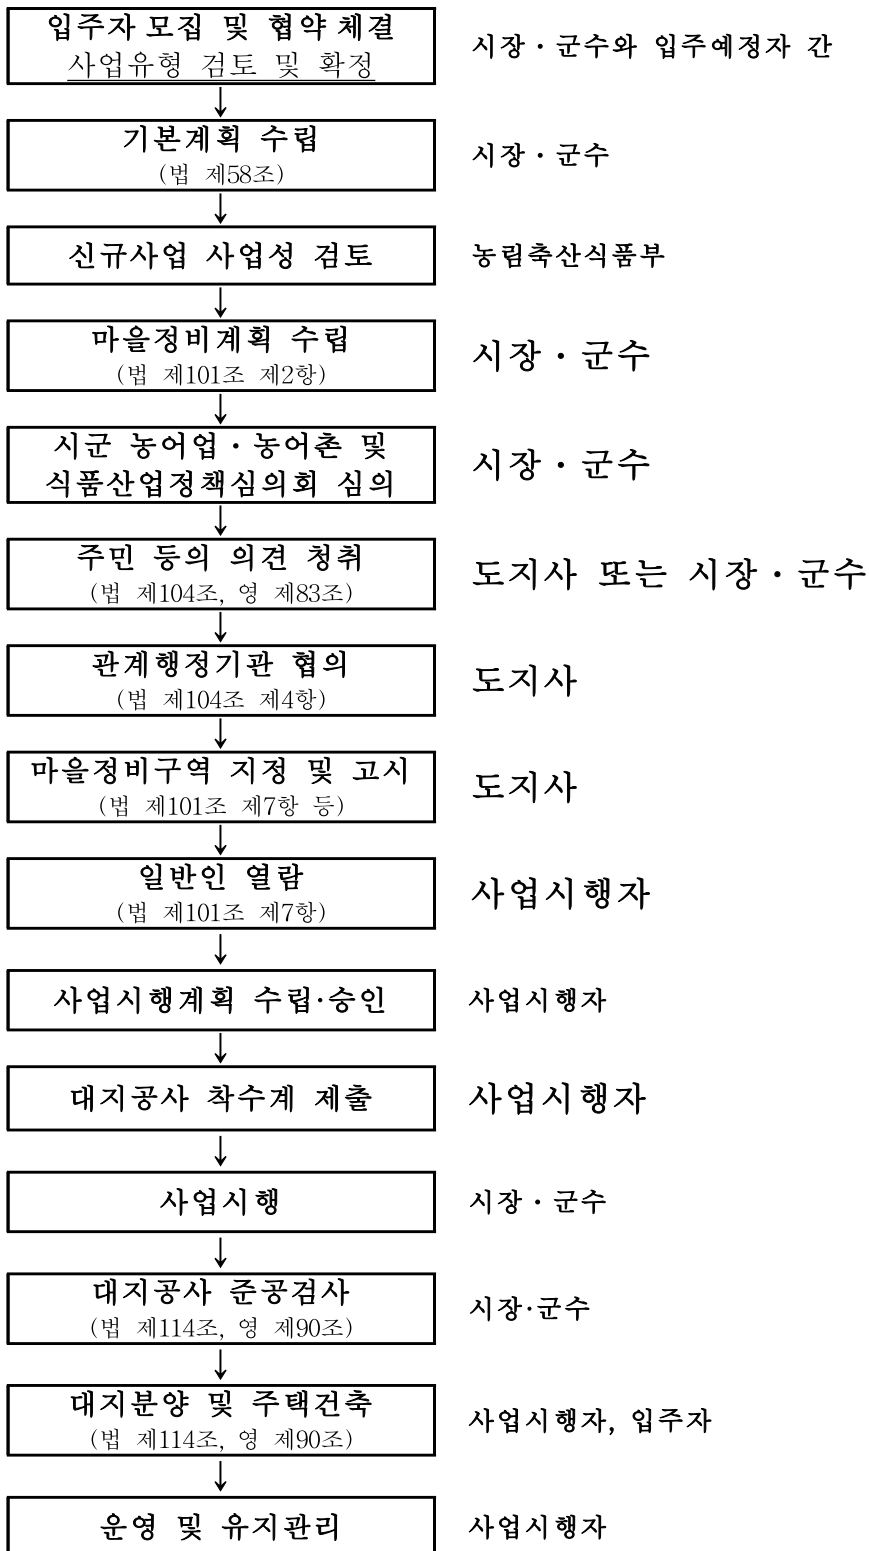 입주자 모집 및 협약 체결
사업유형 검토 및 확정
시장・군수와 입주예정자 간
기본계획 수립
(법 제58조)
시장・군수
신규사업 사업성 검토
농림축산식품부
마을정비계획 수립
(법 제101조 제2항)
시장・군수
시군 농어업・농어촌 및
식품산업정책심의회 심의
시장・군수
주민 등의 의견 청취
(법 제104조, 영 제83조)
도지사 또는 시장・군수
관계행정기관 협의
(법 제104조 제4항)
도지사
마을정비구역 지정 및 고시
(법 제101조 제7항 등)
도지사
일반인 열람
(법 제101조 제7항)
사업시행자
사업시행계획 수립·승인
사업시행자
대지공사 착수계 제출
사업시행자
사업시행
시장・군수
대지공사 준공검사
(법 제114조, 영 제90조)
시장·군수
대지분양 및 주택건축
(법 제114조, 영 제90조)
사업시행자, 입주자
운영 및 유지관리
사업시행자